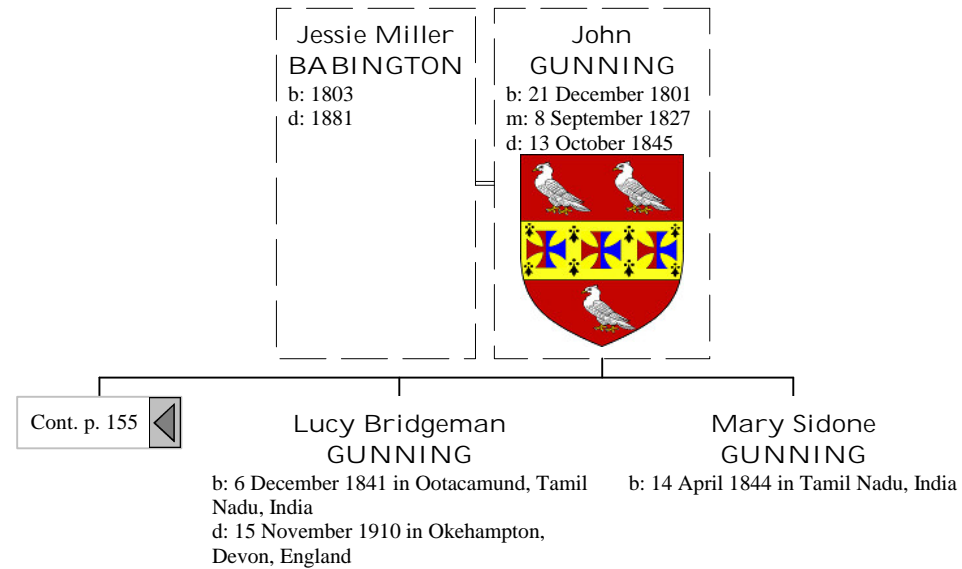 Jessie Miller
BABINGTON
b: 1803
d: 1881
John
GUNNING
b: 21 December 1801
m: 8 September 1827
d: 13 October 1845
Cont. p. 155
Lucy Bridgeman
GUNNING
b: 6 December 1841 in Ootacamund, Tamil
Nadu, India
d: 15 November 1910 in Okehampton,
Devon, England
Mary Sidone
GUNNING
b: 14 April 1844 in Tamil Nadu, India